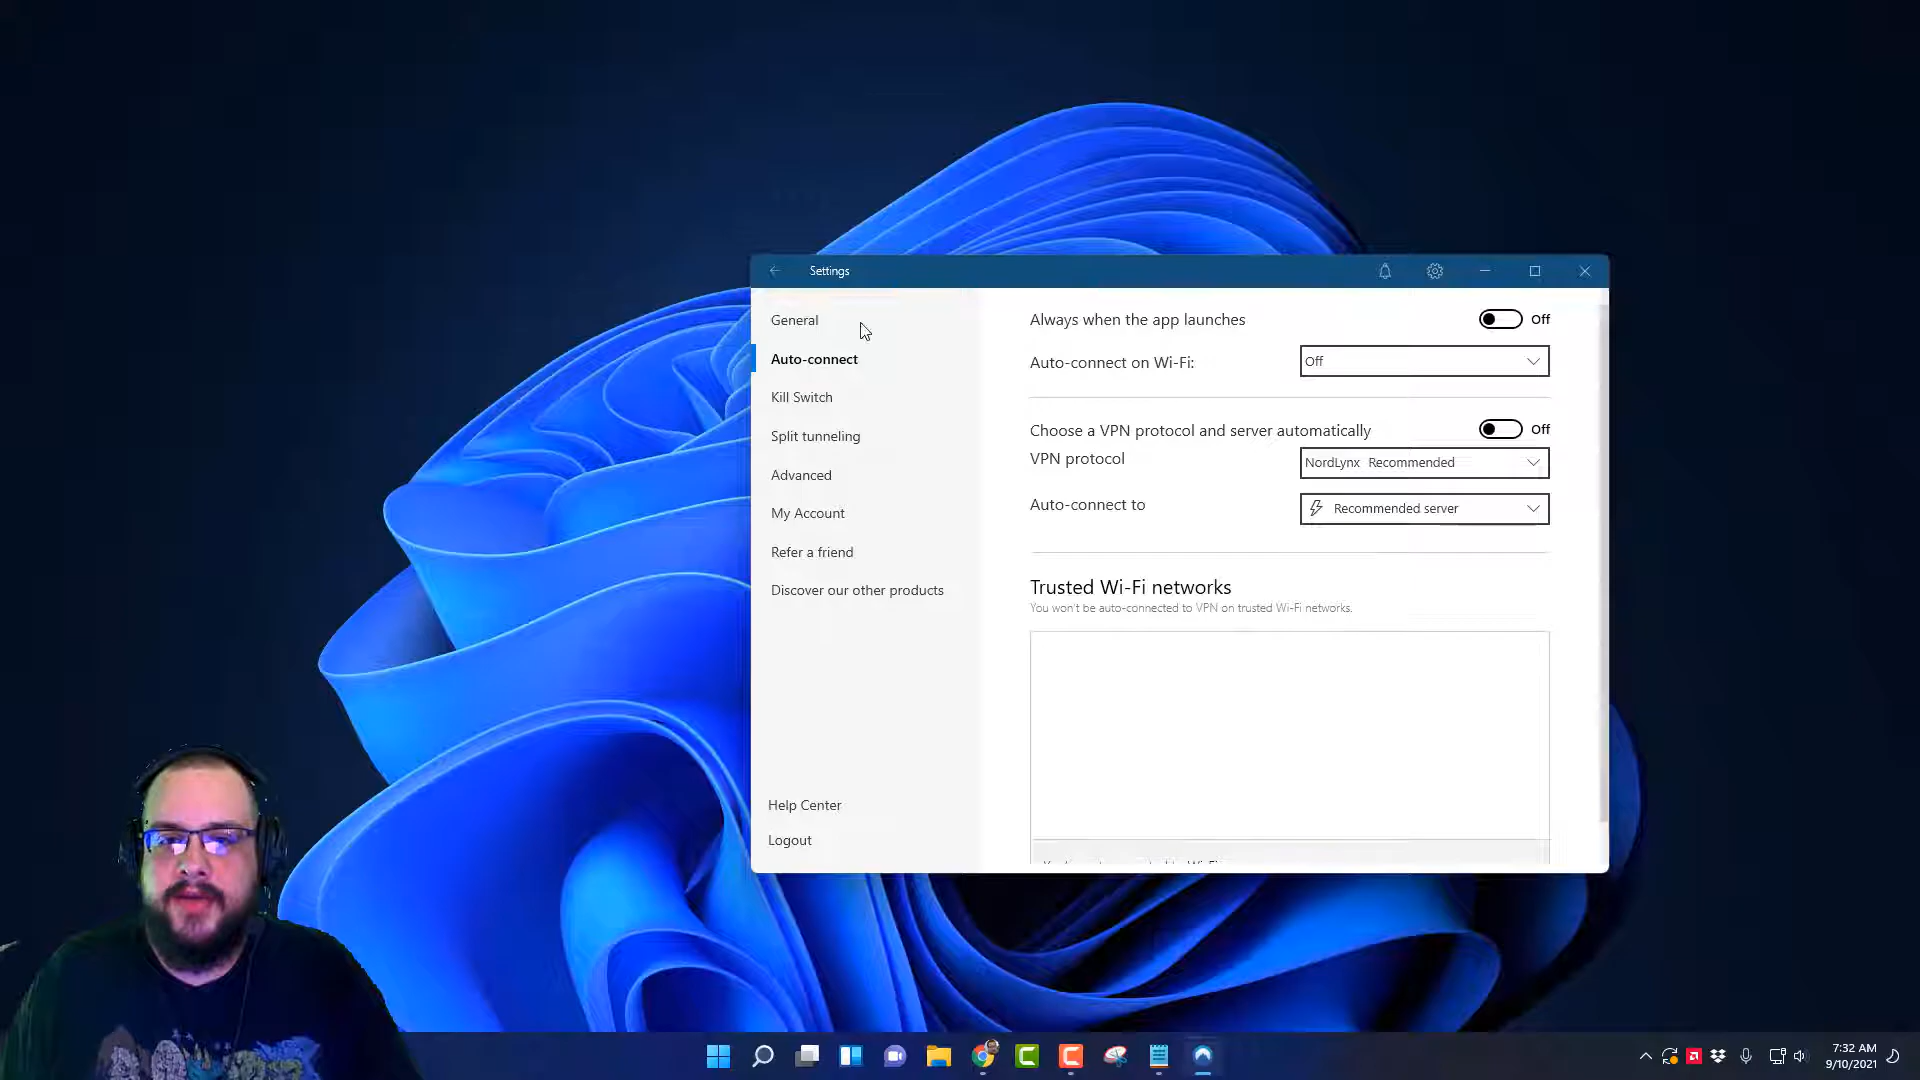 Settings
General
Auto-connect
Kill Switch
Split tunneling
Advanced
My Account
Refer a friend
Discover our other products
Help Center
Logout
Always when the app launches Off
Auto-connect on Wi-Fi: Off
Choose a VPN protocol and server automatically Off
VPN protocol NordLynx Recommended
Auto-connect to Recommended server
Trusted Wi-Fi networks
You won't be auto-connected to VPN on trusted Wi-Fi networks.
7:32 AM
9/10/2021